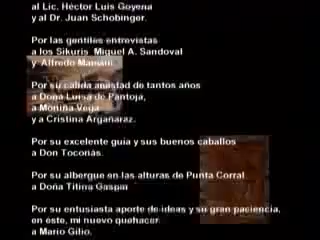 al Lic. Héctor Luis Goyena
y al Dr. Juan Schobinger.
Por las gentiles entrevistas
a los Sikuris Miguel A. Sandoval
y Alfredo Mamani.
Por su calida amistad de tantos años
a Doña Luisa de Pantoja,
a Moniña Vega
y a Cristina Argañaraz.
Por su excelente guía y sus buenos caballos
a Don Toconás.
Por su albergue en las alturas de Punta Corral
a Doña Titina Gaspar
Por su entusiasta aporte de ideas y su gran paciencia,
en éste, mi nuevo quehacer.
a Mario Gilio.